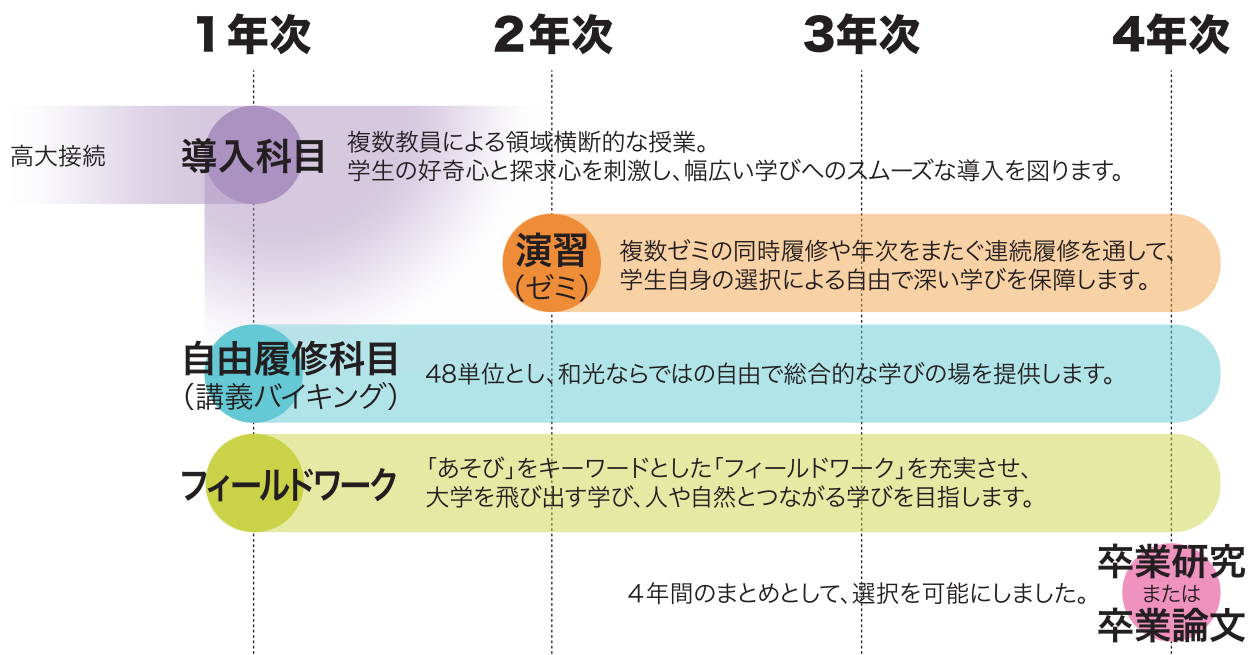 1年次
2年次
3年次
4年次
高大接続
導入科目
複数教員による領域横断的な授業。
学生の好奇心と探求心を刺激し、幅広い学びへのスムーズな導入を図ります。
演習
(ゼミ)
複数ゼミの同時履修や年次をまたぐ連続履修を通して、
学生自身の選択による自由で深い学びを保障します。
自由履修科目
(講義バイキング)
48単位とし、和光ならではの自由で総合的な学びの場を提供します。
フィールドワーク
「あそび」をキーワードとした「フィールドワーク」を充実させ、
大学を飛び出す学び、人や自然とつながる学びを目指します。
4年間のまとめとして、選択を可能にしました。
卒業研究
または
卒業論文